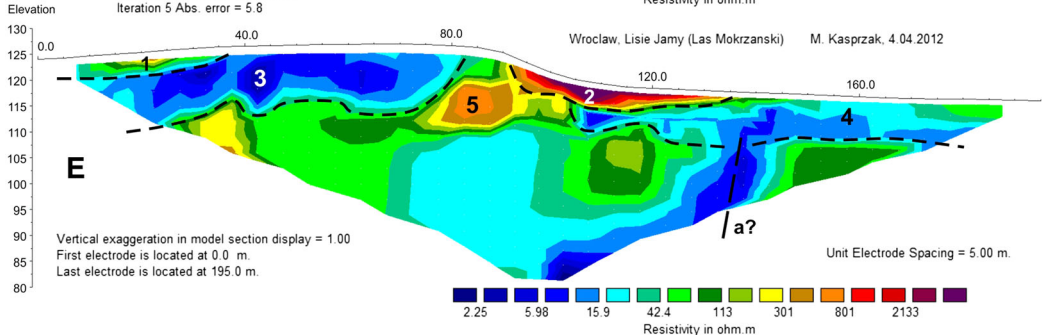 Resistivity in ohm.m
Elevation
Iteration 5 Abs. error = 5.8
Wroclaw, Lisie Jamy (Las Mokrzanski) M. Kasprzak, 4.04.2012
130
125
120
115
110
105
100
95
90
85
80
0.0
40.0
80.0
120.0
160.0
1
3
5
2
4
E
a?
Vertical exaggeration in model section display = 1.00
First electrode is located at 0.0 m.
Last electrode is located at 195.0 m.
Unit Electrode Spacing = 5.00 m.
2.25 5.98 15.9 42.4 113 301 801 2133
Resistivity in ohm.m